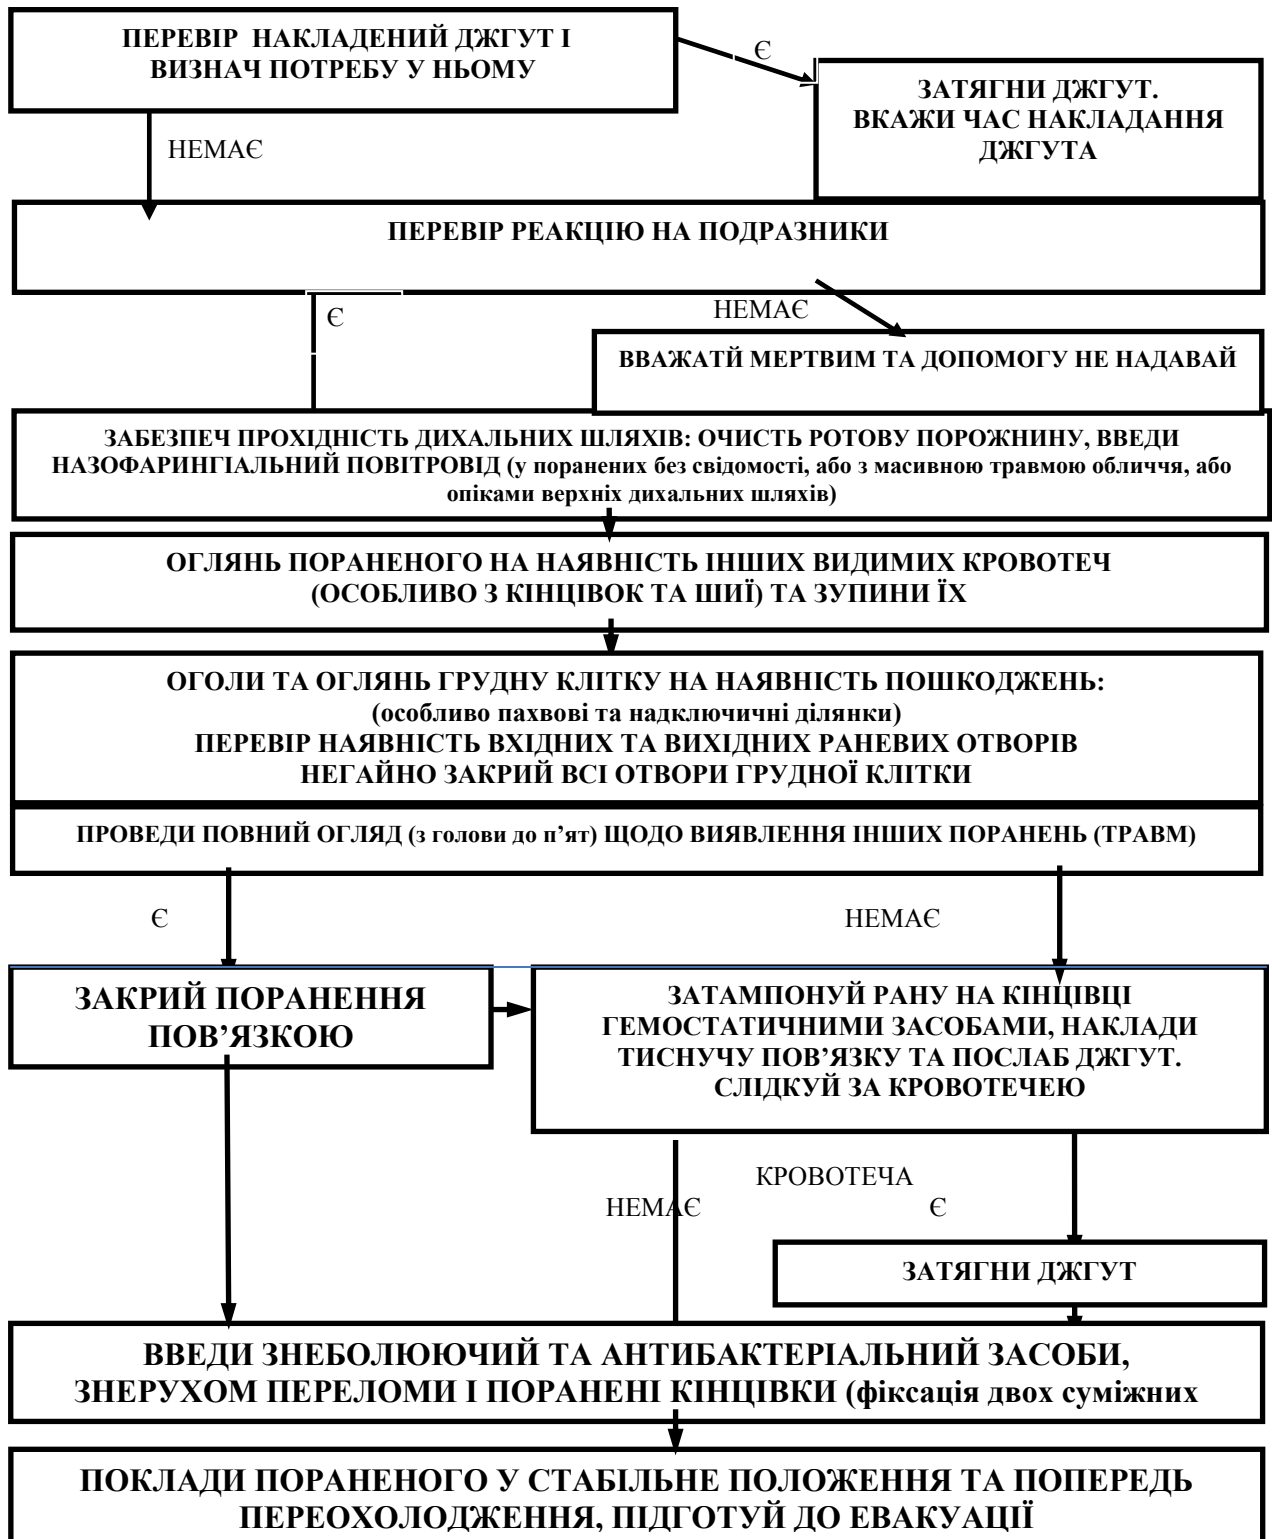 ПЕРЕВІР НАКЛАДЕНИЙ ДЖГУТ І
ВИЗНАЧ ПОТРЕБУ У НЬОМУ
Є
ЗАТЯГНИ ДЖГУТ.
ВКАЖИ ЧАС НАКЛАДАННЯ
ДЖГУТА
НЕМАЄ
ПЕРЕВІР РЕАКЦІЮ НА ПОДРАЗНИКИ
Є
НЕМАЄ
ВВАЖАТЙ МЕРТВИМ ТА ДОПОМОГУ НЕ НАДАВАЙ
ЗАБЕЗПЕЧ ПРОХІДНІСТЬ ДИХАЛЬНИХ ШЛЯХІВ: ОЧИСТЬ РОТОВУ ПОРОЖНИНУ, ВВЕДИ
НАЗОФАРИНГІАЛЬНИЙ ПОВІТРОВІД (у поранених без свідомості, або з масивною травмою обличчя, або
опіками верхніх дихальних шляхів)
ОГЛЯНЬ ПОРАНЕНОГО НА НАЯВНІСТЬ ІНШИХ ВИДИМИХ КРОВОТЕЧ
(ОСОБЛИВО З КІНЦІВОК ТА ШИЇ) ТА ЗУПИНИ ЇХ
ОГОЛИ ТА ОГЛЯНЬ ГРУДНУ КЛІТКУ НА НАЯВНІСТЬ ПОШКОДЖЕНЬ:
(особливо пахвові та надключичні ділянки)
ПЕРЕВІР НАЯВНІСТЬ ВХІДНИХ ТА ВИХІДНИХ РАНЕВИХ ОТВОРІВ
НЕГАЙНО ЗАКРИЙ ВСІ ОТВОРИ ГРУДНОЇ КЛІТКИ
ПРОВЕДИ ПОВНИЙ ОГЛЯД (з голови до п’ят) ЩОДО ВИЯВЛЕННЯ ІНШИХ ПОРАНЕНЬ (ТРАВМ)
Є
НЕМАЄ
ЗАКРИЙ ПОРАНЕННЯ
ПОВ’ЯЗКОЮ
ЗАТАМПОНУЙ РАНУ НА КІНЦІВЦІ
ГЕМОСТАТИЧНИМИ ЗАСОБАМИ, НАКЛАДИ
ТИСНУЧУ ПОВ’ЯЗКУ ТА ПОСЛАБ ДЖГУТ.
СЛІДКУЙ ЗА КРОВОТЕЧЕЮ
КРОВОТЕЧА
НЕМАЄ Є
ЗАТЯГНИ ДЖГУТ
ВВЕДИ ЗНЕБОЛЮЮЧИЙ ТА АНТИБАКТЕРІАЛЬНИЙ ЗАСОБИ,
ЗНЕРУХОМ ПЕРЕЛОМИ І ПОРАНЕНІ КІНЦІВКИ (фіксація двох суміжних
ПОКЛАДИ ПОРАНЕНОГО У СТАБІЛЬНЕ ПОЛОЖЕННЯ ТА ПОПЕРЕДЬ
ПЕРЕОХОЛОДЖЕННЯ, ПІДГОТУЙ ДО ЕВАКУАЦІЇ